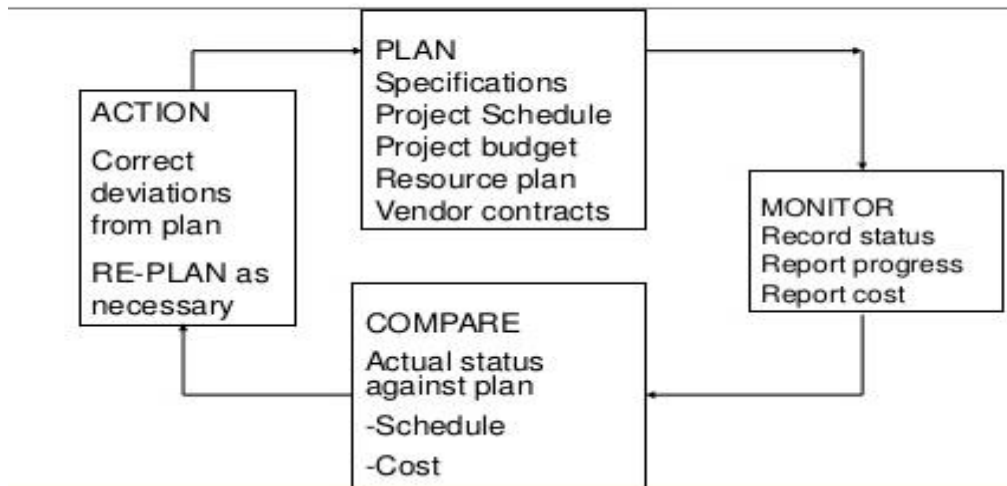 PLAN
Specifications
Project Schedule
Project budget
Resource plan
Vendor contracts
MONITOR
Record status
Report progress
Report cost
COMPARE
Actual status
against plan
-Schedule
-Cost
ACTION
Correct
deviations
from plan
RE-PLAN as
necessary